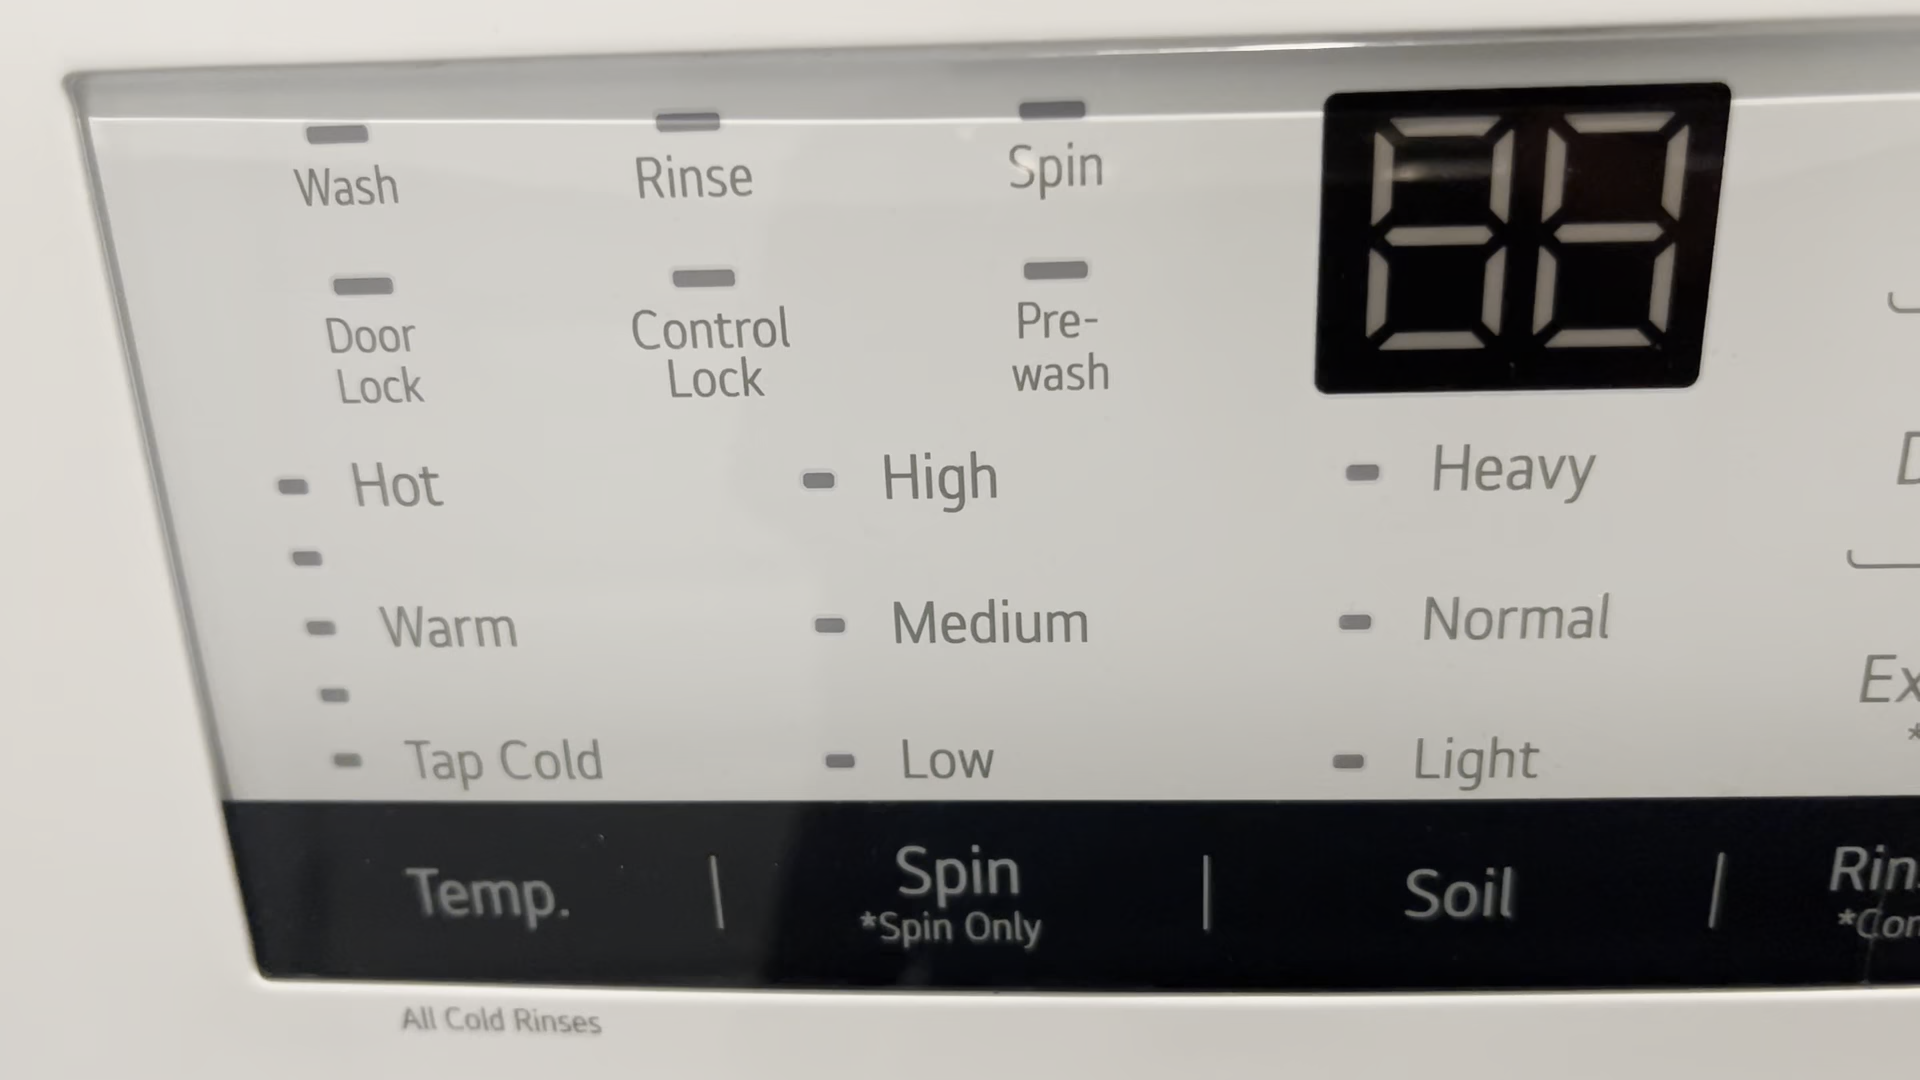 Wash Rinse Spin
Door Lock
Control Lock
Pre-wash
Hot High Heavy
Warm Medium Normal
Tap Cold Low Light
Temp. | Spin | Soil |
*Spin Only
All Cold Rinses